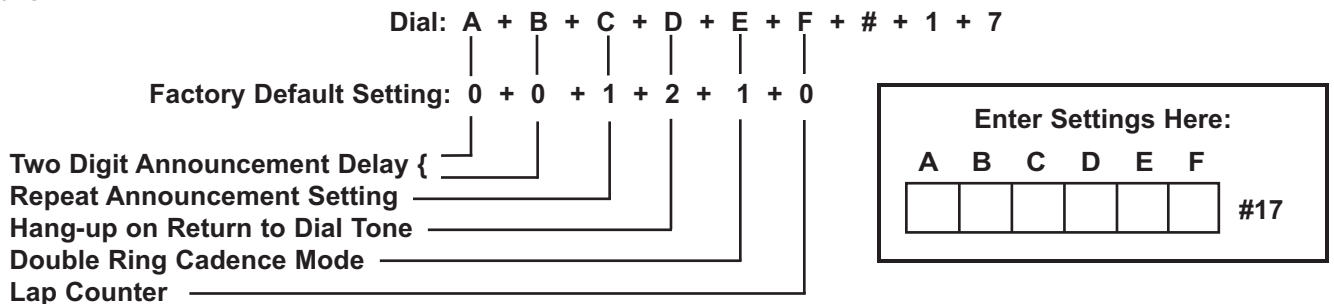 Dial: A + B + C + D + E + F + # + 1 + 7
Factory Default Setting: 0 + 0 + 1 + 2 + 1 + 0
Two Digit Announcement Delay {
Repeat Announcement Setting
Hang-up on Return to Dial Tone
Double Ring Cadence Mode
Lap Counter
Enter Settings Here:
A B C D E F
#17